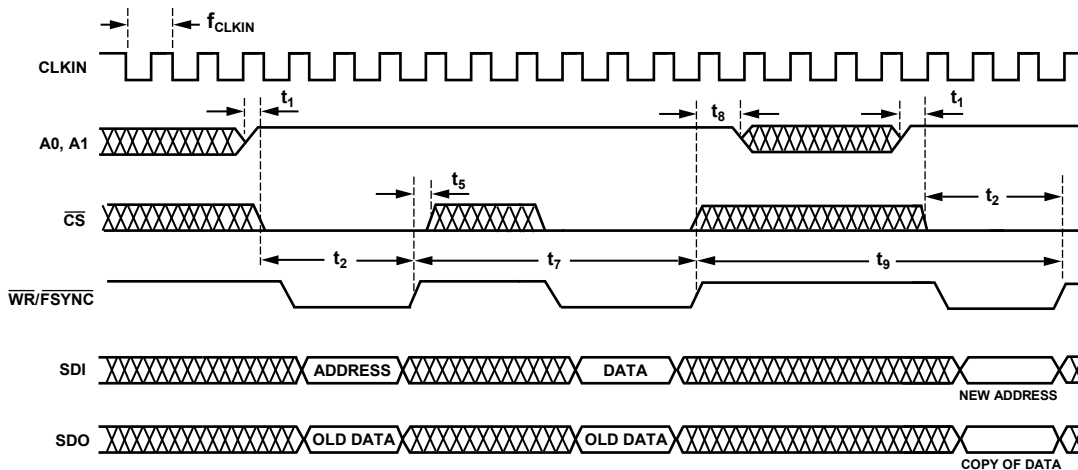 fCLKIN
CLKIN
t1
t8
t1
A0, A1
t5
CS
t2
t2
t7
t9
WR/FSYNC
SDI
ADDRESS
DATA
NEW ADDRESS
SDO
OLD DATA
OLD DATA
COPY OF DATA